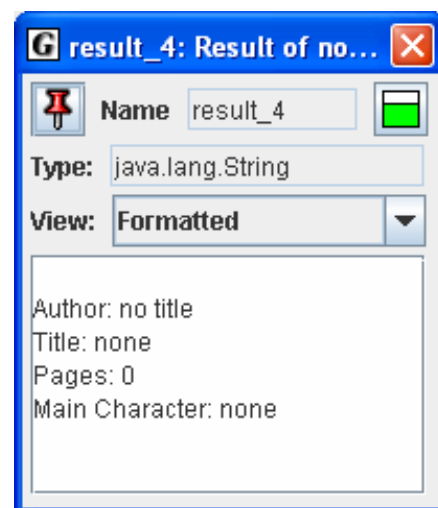 G result_4: Result of no...
Name result_4
Type: java.lang.String
View: Formatted
Author: no title
Title: none
Pages: 0
Main Character: none